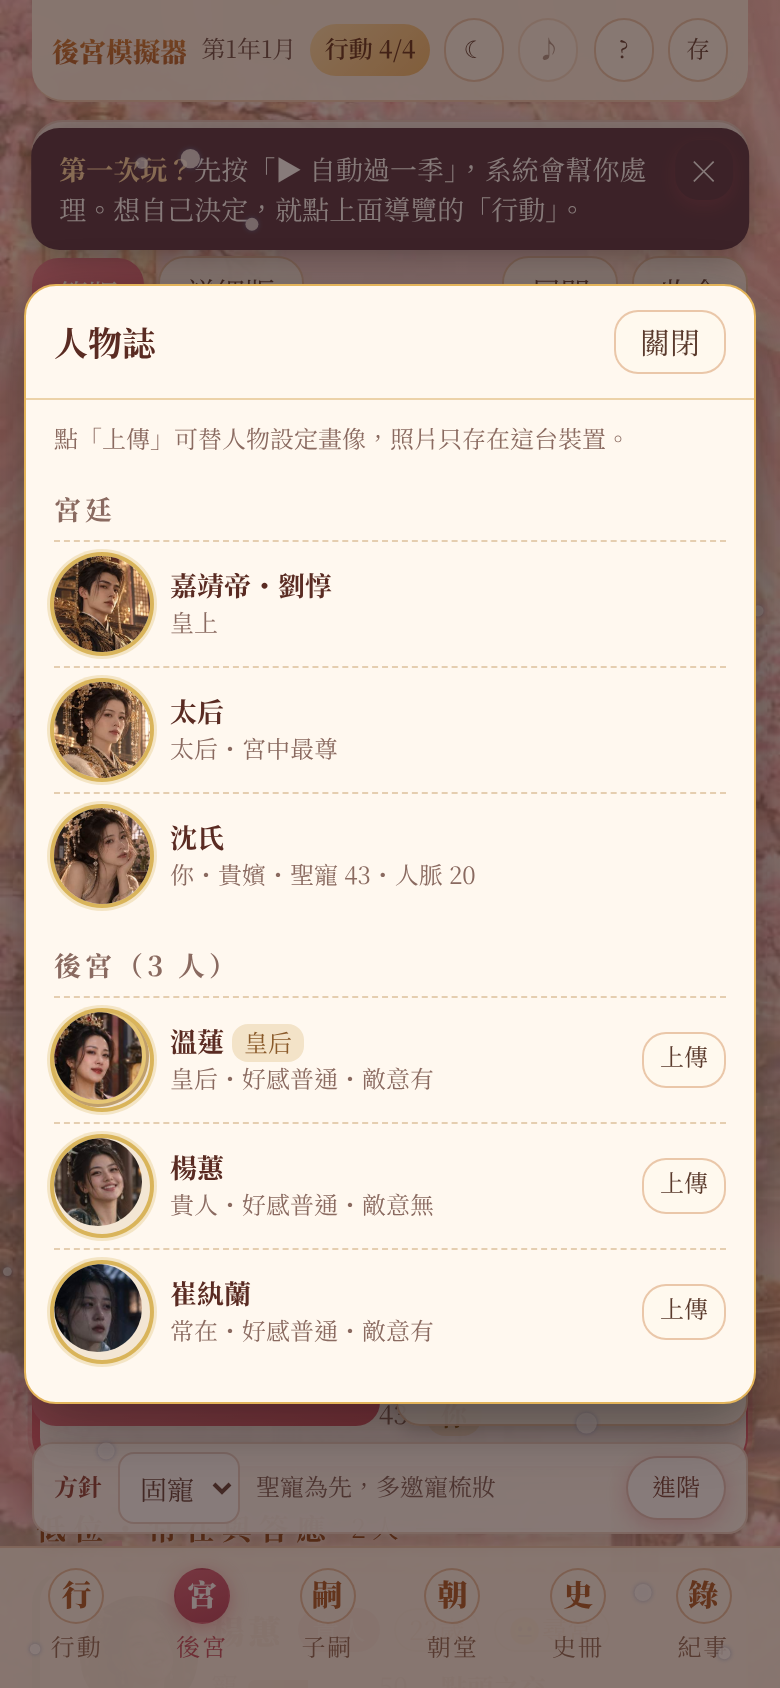 後宮模擬器 第1年1月 行動 4/4 ☾ ♪ ? 存
第一次玩？先按「▶ 自動過一季」，系統會幫你處
理。想自己決定，就點上面導覽的「行動」。
人物誌 關閉
點「上傳」可替人物設定畫像，照片只存在這台裝置。
宮廷
嘉靖帝・劉惇
皇上
太后
太后・宮中最尊
沈氏
你・貴嬪・聖寵 43・人脈 20
後宮（3 人）
溫蓮 皇后
皇后・好感普通・敵意有
上傳
楊蕙
貴人・好感普通・敵意無
上傳
崔紈蘭
常在・好感普通・敵意有
上傳
方針 固寵 聖寵為先，多邀寵梳妝 進階
行 宮 嗣 朝 史 錄
行動 後宮 子嗣 朝堂 史冊 紀事